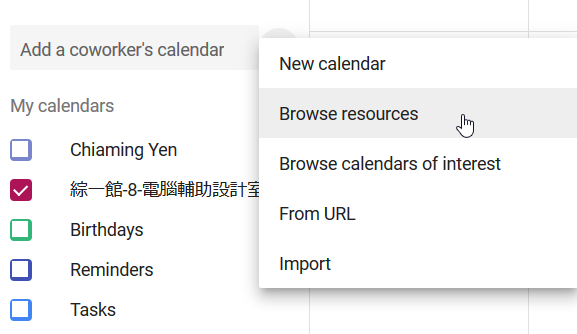 Add a coworker's calendar
My calendars
Chiaming Yen
綜一館-8-電腦輔助設計室
Birthdays
Reminders
Tasks
New calendar
Browse resources
Browse calendars of interest
From URL
Import